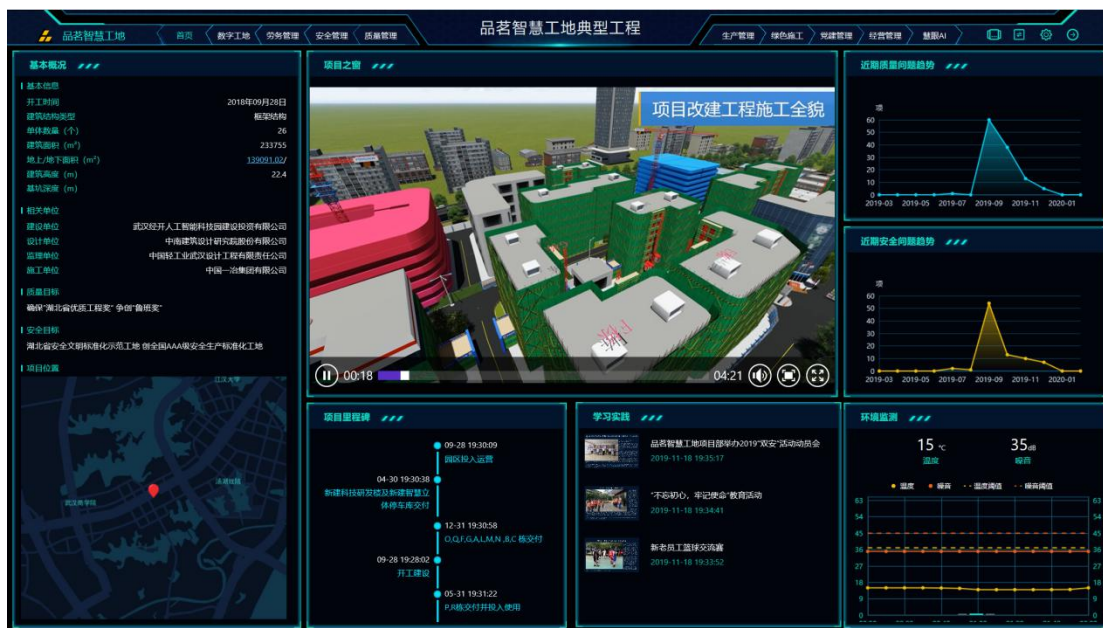 品茗智慧工地典型工程
品茗智慧工地
首页
数字工地
劳务管理
安全管理
质量管理
生产管理
绿色施工
党建管理
经营管理
慧眼AI
基本概况
基本信息
开工时间 2018年09月28日
建筑结构类型 框架结构
单体数量（个） 26
建筑面积（m²） 233755
地上/地下面积（m²） 139091.02/
建筑高度（m） 22.4
基坑深度（m）
相关单位
建设单位 武汉经开人工智能科技园建设投资有限公司
设计单位 中南建筑设计研究院股份有限公司
监理单位 中国轻工业武汉设计工程有限责任公司
施工单位 中国一冶集团有限公司
质量目标
确保"湖北省优质工程奖" 争创"鲁班奖"
安全目标
湖北省安全文明标准化示范工地 创全国AAA级安全生产标准化工地
项目位置
江汉大学
武汉商学院
项目之窗
项目改建工程施工全貌
F栋
00:18
04:21
项目里程碑
09-28 19:30:09
园区投入运营
04-30 19:30:38
新建科技研发楼及新建智慧立
体停车库交付
12-31 19:30:58
O,Q,F,G,A,L,M,N ,B,C 栋交付
09-28 19:28:02
开工建设
05-31 19:31:22
P,R栋交付并投入使用
学习实践
品茗智慧工地项目部举办2019"双安"活动动员会
2019-11-18 19:35:17
"不忘初心，牢记使命"教育活动
2019-11-18 19:34:41
新老员工篮球交流赛
2019-11-18 19:33:52
近期质量问题趋势
项
60
50
40
30
20
10
0
2019-03 2019-05 2019-07 2019-09 2019-11 2020-01
近期安全问题趋势
项
60
50
40
30
20
10
0
2019-03 2019-05 2019-07 2019-09 2019-11 2020-01
环境监测
15 ℃
温度
35dB
噪音
温度 噪音 温度阈值 噪音阈值
63 63
54 54
45 45
36 36
27 27
18 18
9 9
0 0